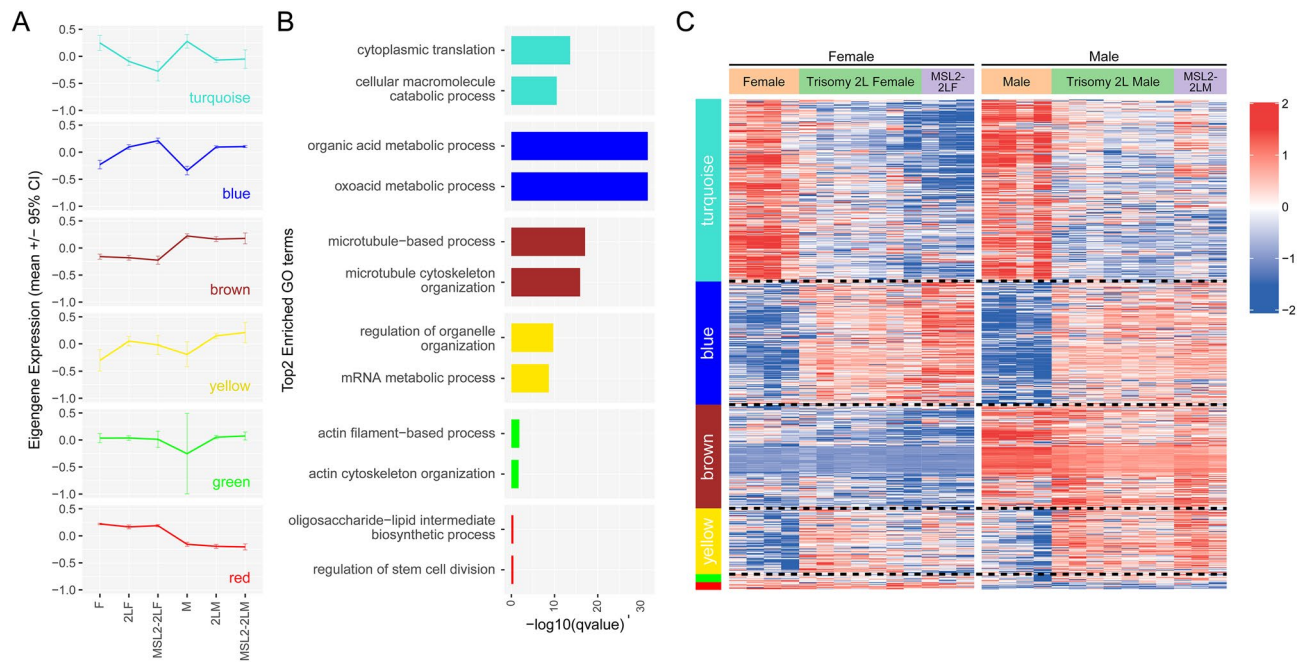 A
Eigengene Expression (mean +/− 95% CI)
0.5
0.0
−0.5
−1.0
turquoise
0.5
0.0
−0.5
−1.0
blue
0.5
0.0
−0.5
−1.0
brown
0.5
0.0
−0.5
−1.0
yellow
0.5
0.0
−0.5
−1.0
green
0.5
0.0
−0.5
−1.0
red
F
2LF
MSL2-2LF
M
2LM
MSL2-2LM
B
Top2 Enriched GO terms
cytoplasmic translation
cellular macromolecule
catabolic process
organic acid metabolic process
oxoacid metabolic process
microtubule−based process
microtubule cytoskeleton
organization
regulation of organelle
organization
mRNA metabolic process
actin filament−based process
actin cytoskeleton organization
oligosaccharide−lipid intermediate
biosynthetic process
regulation of stem cell division
0
10
20
30
−log10(qvalue)
C
Female
Male
Female
Trisomy 2L Female
MSL2-
2LF
Male
Trisomy 2L Male
MSL2-
2LM
turquoise
blue
brown
yellow
2
1
0
−1
−2